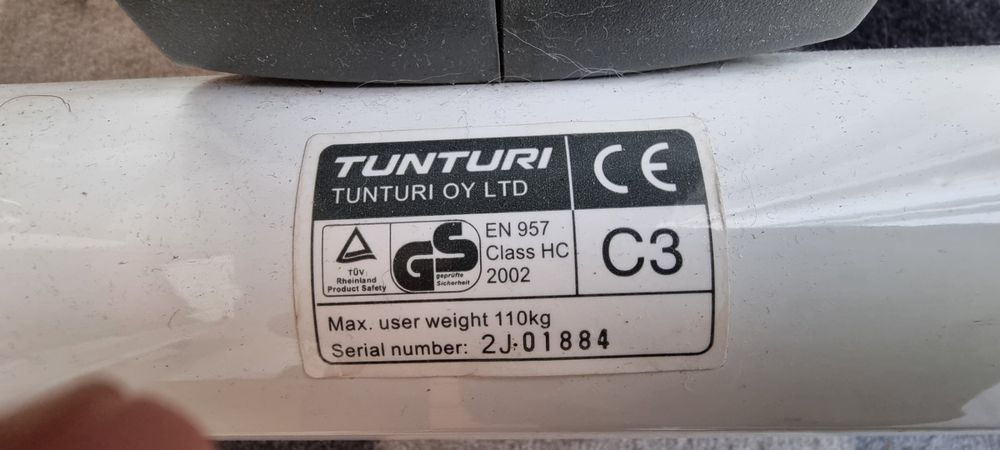 TUNTURI
TUNTURI OY LTD
CE
TÜV
Rheinland
Product Safety
GS
geprüfte
Sicherheit
EN 957
Class HC
2002
C3
Max. user weight 110kg
Serial number: 2J.01884